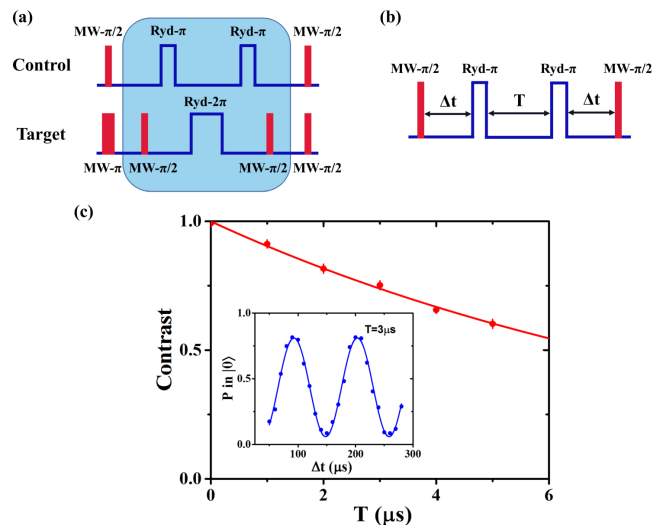 (a)
MW-π/2 Ryd-π Ryd-π MW-π/2
Control
Ryd-2π
Target
MW-π MW-π/2 MW-π/2 MW-π/2
(b)
MW-π/2 Ryd-π Ryd-π MW-π/2
Δt T Δt
(c)
1.0
0.5
0.0
Contrast
0 2 4 6
T (μs)
1.0
0.5
0.0
P in |0⟩
T=3μs
100 200 300
Δt (μs)